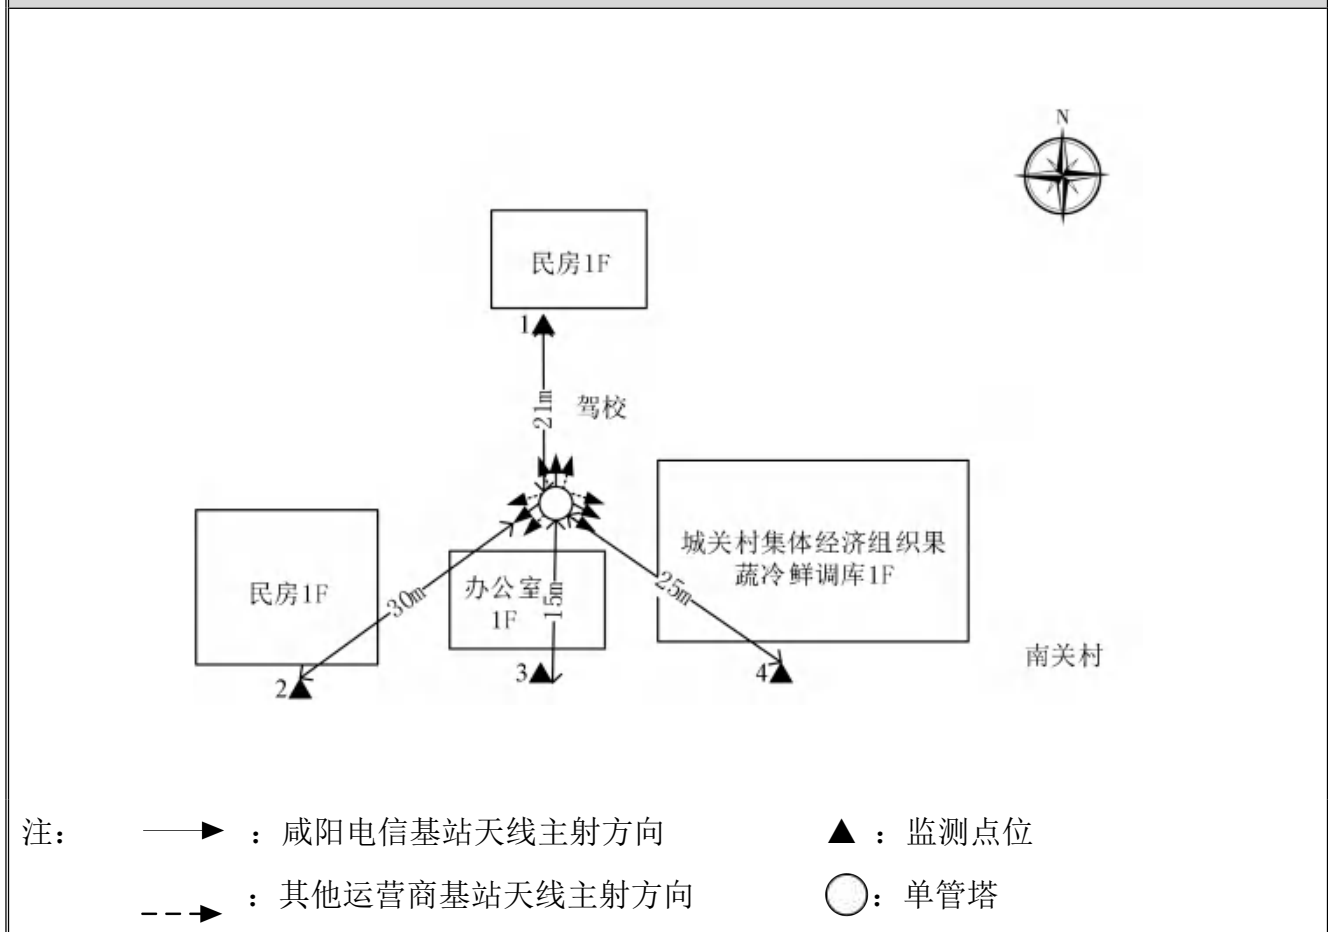 N
民房1F
1
21m
驾校
城关村集体经济组织果
蔬冷鲜调库1F
民房1F
30m
办公室
1F
15m
25m
南关村
2
3
4
注：
：咸阳电信基站天线主射方向
：监测点位
：其他运营商基站天线主射方向
：单管塔